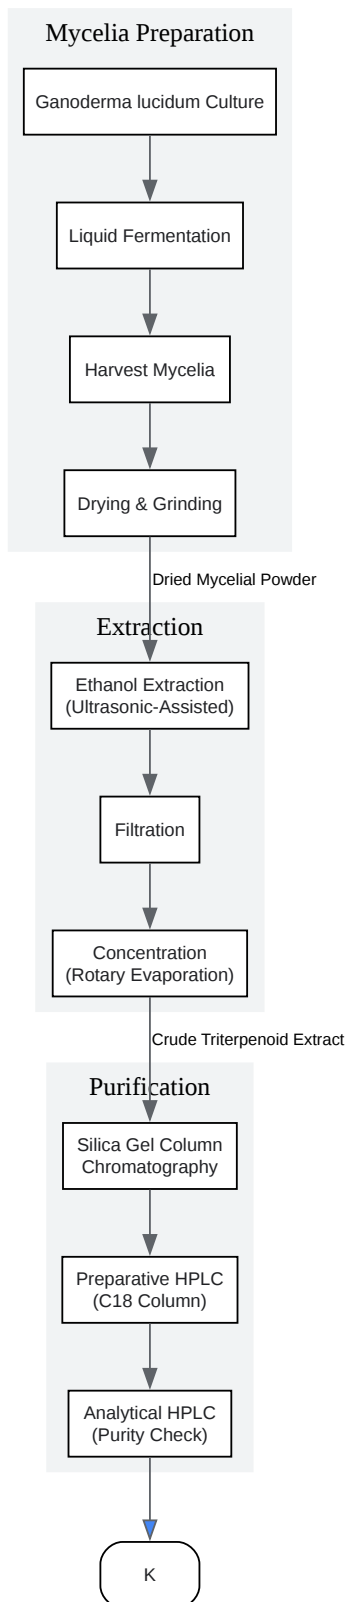 Mycelia Preparation
Ganoderma lucidum Culture
Liquid Fermentation
Harvest Mycelia
Drying & Grinding
Dried Mycelial Powder
Extraction
Ethanol Extraction
(Ultrasonic-Assisted)
Filtration
Concentration
(Rotary Evaporation)
Crude Triterpenoid Extract
Purification
Silica Gel Column
Chromatography
Preparative HPLC
(C18 Column)
Analytical HPLC
(Purity Check)
K